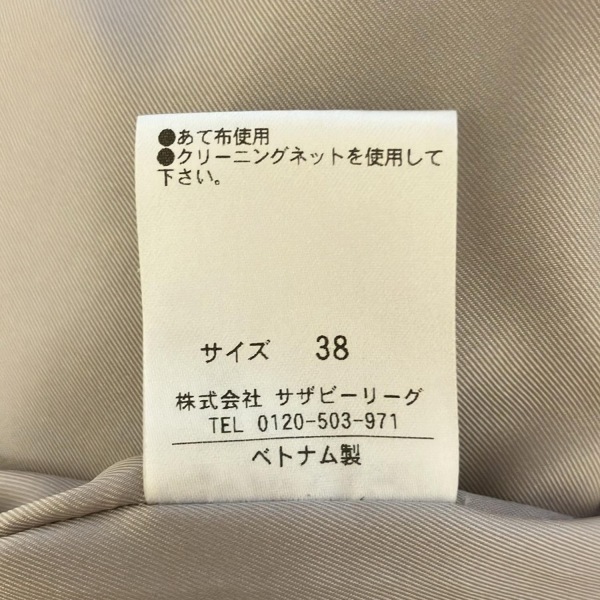 ●あて布使用
●クリーニングネットを使用して
下さい。
サイズ 38
株式会社 サザビーリーグ
TEL 0120-503-971
ベトナム製